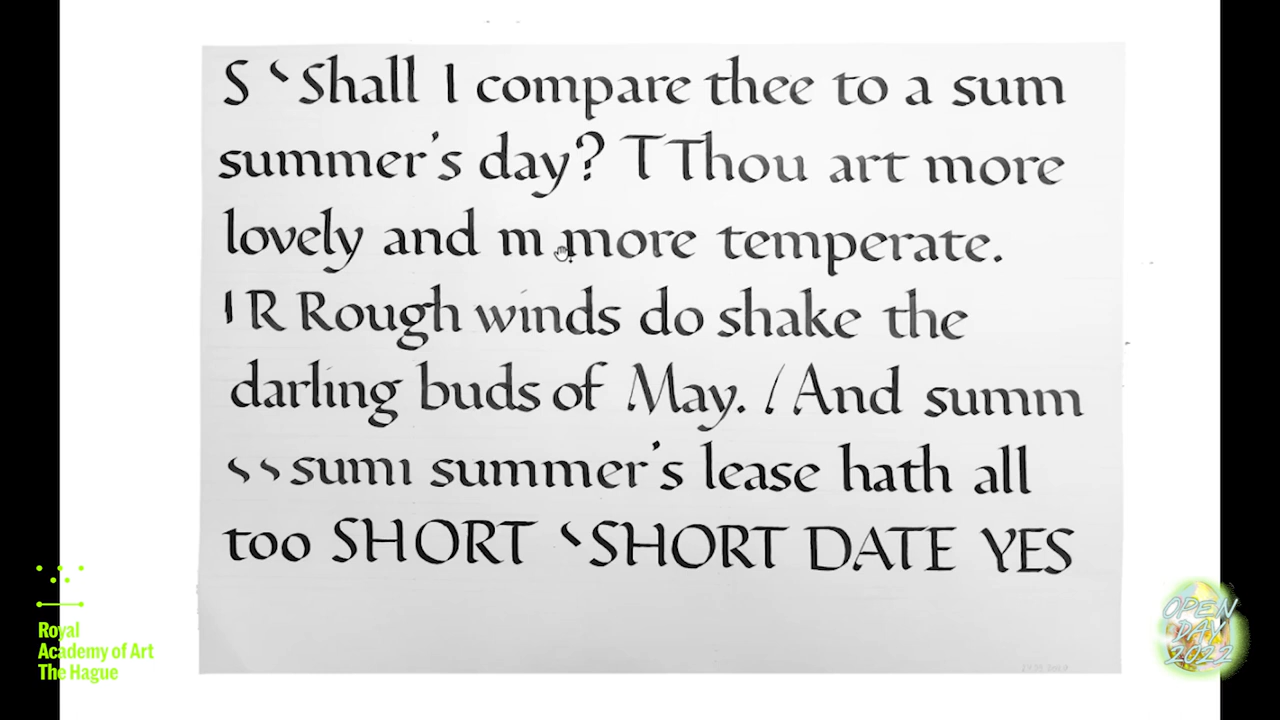 S ‵ Shall I compare thee to a sum
summer's day? T Thou art more
lovely and m more temperate.
I R Rough winds do shake the
darling buds of May. / And summ
sumı summer's lease hath all
too SHORT ‵ SHORT DATE YES
Royal
Academy of Art
The Hague
OPEN
DAY
2022